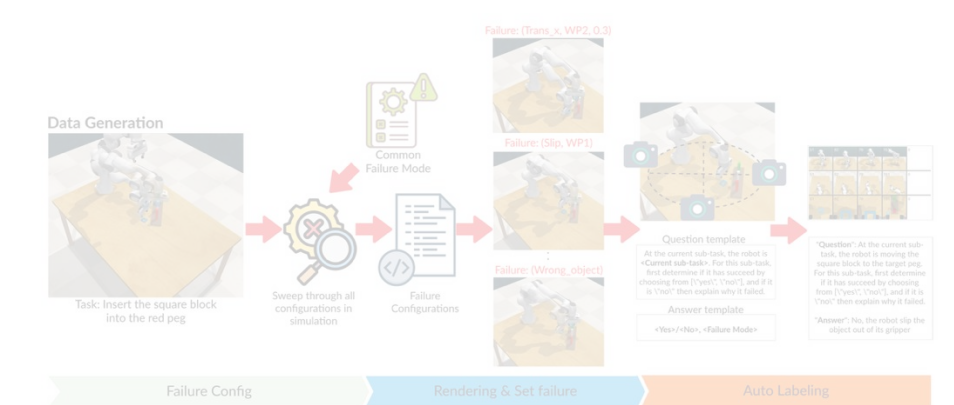 Data Generation
Task: Insert the square block
into the red peg
Common
Failure Mode
Sweep through all
configurations in
simulation
Failure
Configurations
Failure: (Trans_x, WP2, 0.3)
Failure: (Slip, WP1)
:
Failure: (Wrong_object)
Question template
At the current sub-task, the robot is
<Current sub-task>. For this sub-task,
first determine if it has succeed by
choosing from [\"yes\", \"no\"], and if it
is \"no\" then explain why it failed.
Answer template
<Yes>/<No>, <Failure Mode>
"Question": At the current sub-
task, the robot is moving the
square block to the target peg.
For this sub-task, first determine
if it has succeed by choosing
from [\"yes\", \"no\"], and if it is
\"no\" then explain why it failed.
"Answer": No, the robot slip the
object out of its gripper
Failure Config
Rendering & Set failure
Auto Labeling